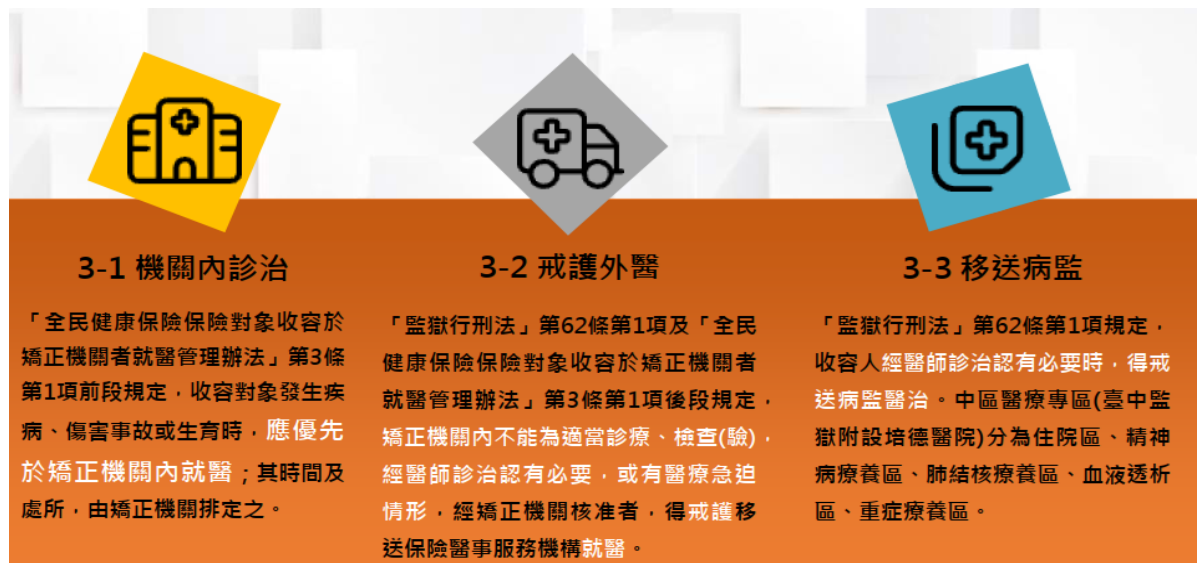 3-1 機關內診治
「全民健康保險保險對象收容於
矯正機關者就醫管理辦法」第3條
第1項前段規定，收容對象發生疾
病、傷害事故或生育時，應優先
於矯正機關內就醫；其時間及
處所，由矯正機關排定之。
3-2 戒護外醫
「監獄行刑法」第62條第1項及「全民
健康保險保險對象收容於矯正機關者
就醫管理辦法」第3條第1項後段規定，
矯正機關內不能為適當診療、檢查(驗)，
經醫師診治認有必要，或有醫療急迫
情形，經矯正機關核准者，得戒護移
送保險醫事服務機構就醫。
3-3 移送病監
「監獄行刑法」第62條第1項規定，
收容人經醫師診治認有必要時，得戒
送病監醫治。中區醫療專區(臺中監
獄附設培德醫院)分為住院區、精神
病療養區、肺結核療養區、血液透析
區、重症療養區。